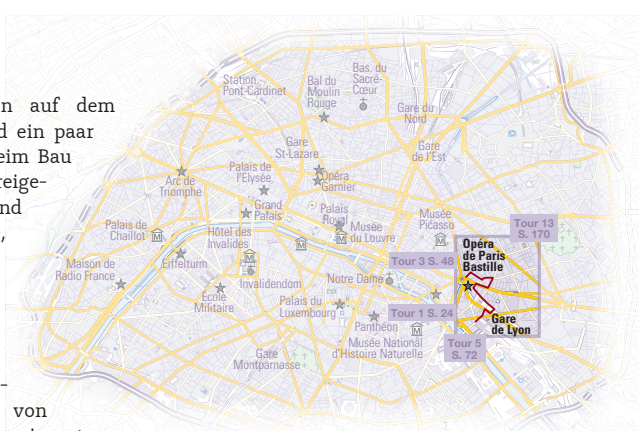 n auf dem
d ein paar
eim Bau
reige-
nd
,
-
von
Station
Pont-Cardinet
Bal du
Moulin
Rouge
Bas. du
Sacré-
Cœur
Gare du
Nord
Gare
St-Lazare
Gare
de l'Est
Arc de
Triomphe
Palais de
l'Elysée
Opéra
Garnier
Grand
Palais
Palais
Royal
Musée
du Louvre
Musée
Picasso
Tour 13
S. 170
Palais de
Chaillot
Hôtel des
Invalides
Opéra
de Paris
Bastille
Tour 3 S. 48
Maison de
Radio France
Eiffelturm
Invalidendom
Notre Dame
École
Militaire
Palais du
Luxembourg
Tour 1 S. 24
Panthéon
Gare
de Lyon
Musée National
d'Histoire Naturelle
Tour 5
S. 72
Gare
Montparnasse